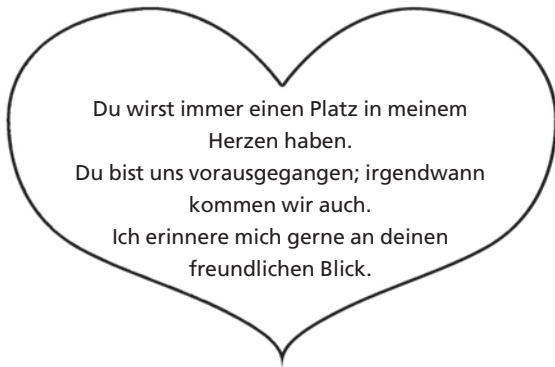 Du wirst immer einen Platz in meinem
Herzen haben.
Du bist uns vorausgegangen; irgendwann
kommen wir auch.
Ich erinnere mich gerne an deinen
freundlichen Blick.